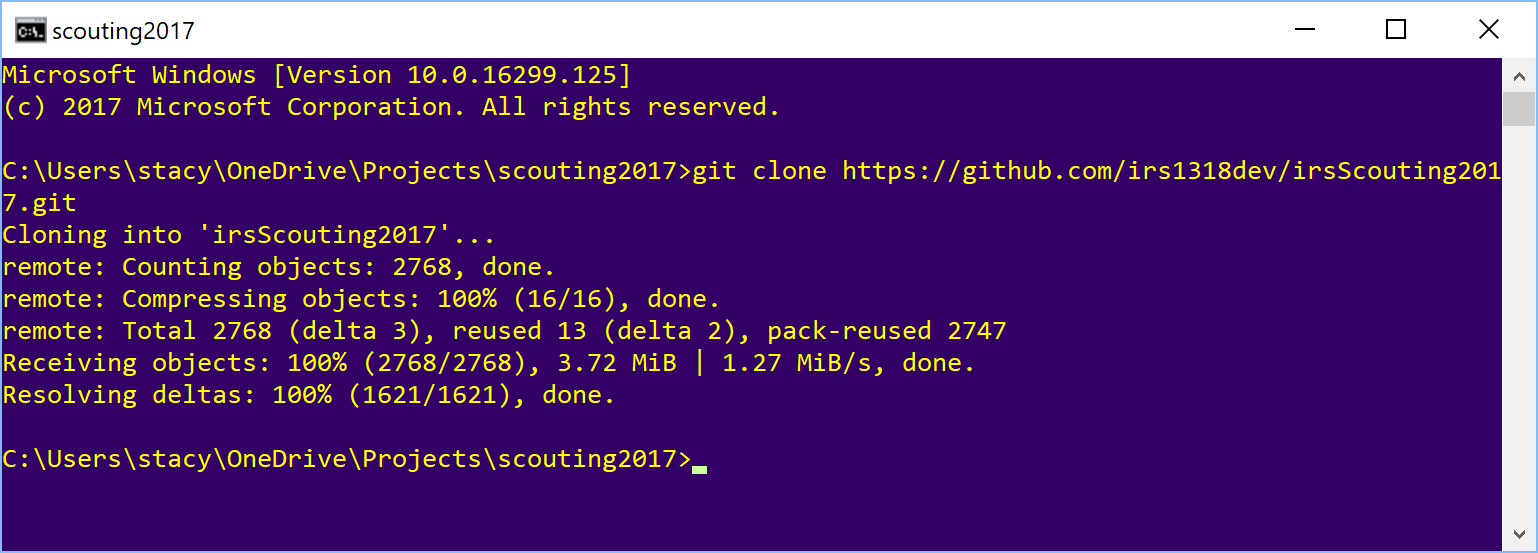 scouting2017
Microsoft Windows [Version 10.0.16299.125]
(c) 2017 Microsoft Corporation. All rights reserved.
C:\Users\stacy\OneDrive\Projects\scouting2017>git clone https://github.com/irs1318dev/irsScouting201
7.git
Cloning into 'irsScouting2017'...
remote: Counting objects: 2768, done.
remote: Compressing objects: 100% (16/16), done.
remote: Total 2768 (delta 3), reused 13 (delta 2), pack-reused 2747
Receiving objects: 100% (2768/2768), 3.72 MiB | 1.27 MiB/s, done.
Resolving deltas: 100% (1621/1621), done.
C:\Users\stacy\OneDrive\Projects\scouting2017>